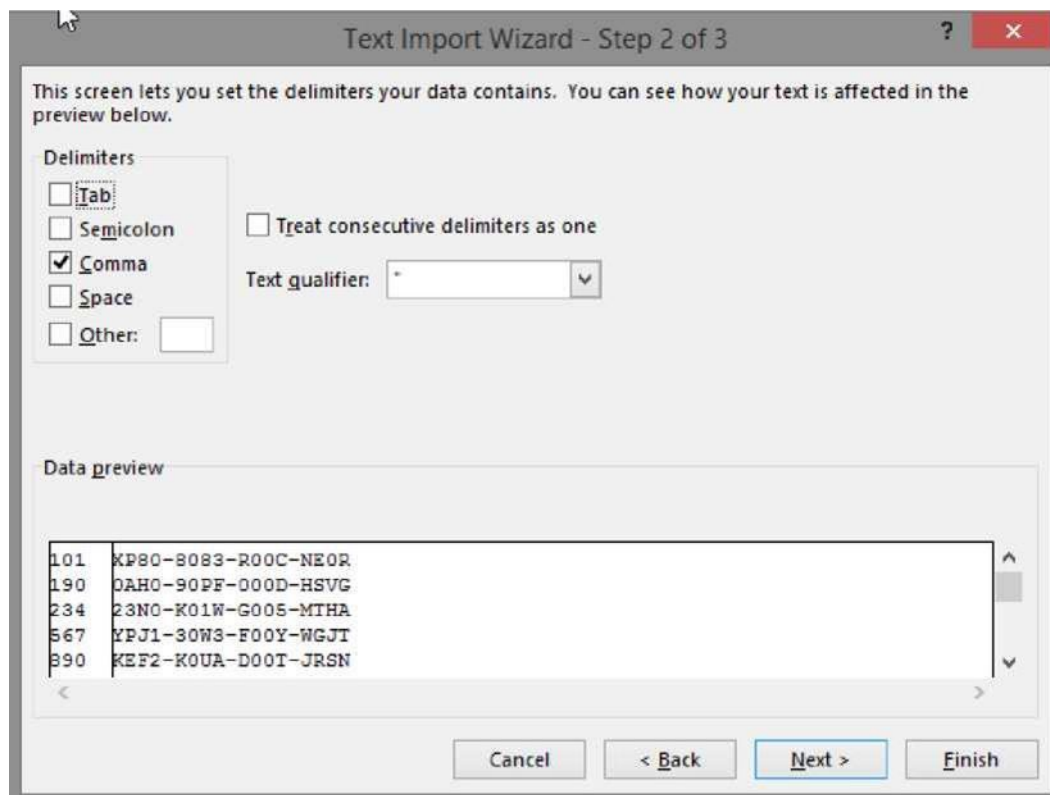 Text Import Wizard - Step 2 of 3
?
This screen lets you set the delimiters your data contains. You can see how your text is affected in the
preview below.
Delimiters
Tab
Semicolon
Treat consecutive delimiters as one
Comma
Text qualifier: "
Space
Other:
Data preview
101 XP80-8083-R00C-NE0R
190 0AH0-90PF-000D-HSVG
234 23N0-K01W-G005-MTHA
567 YPJ1-30W3-F00Y-WGJT
890 KEF2-K0UA-D00T-JRSN
Cancel < Back Next > Finish